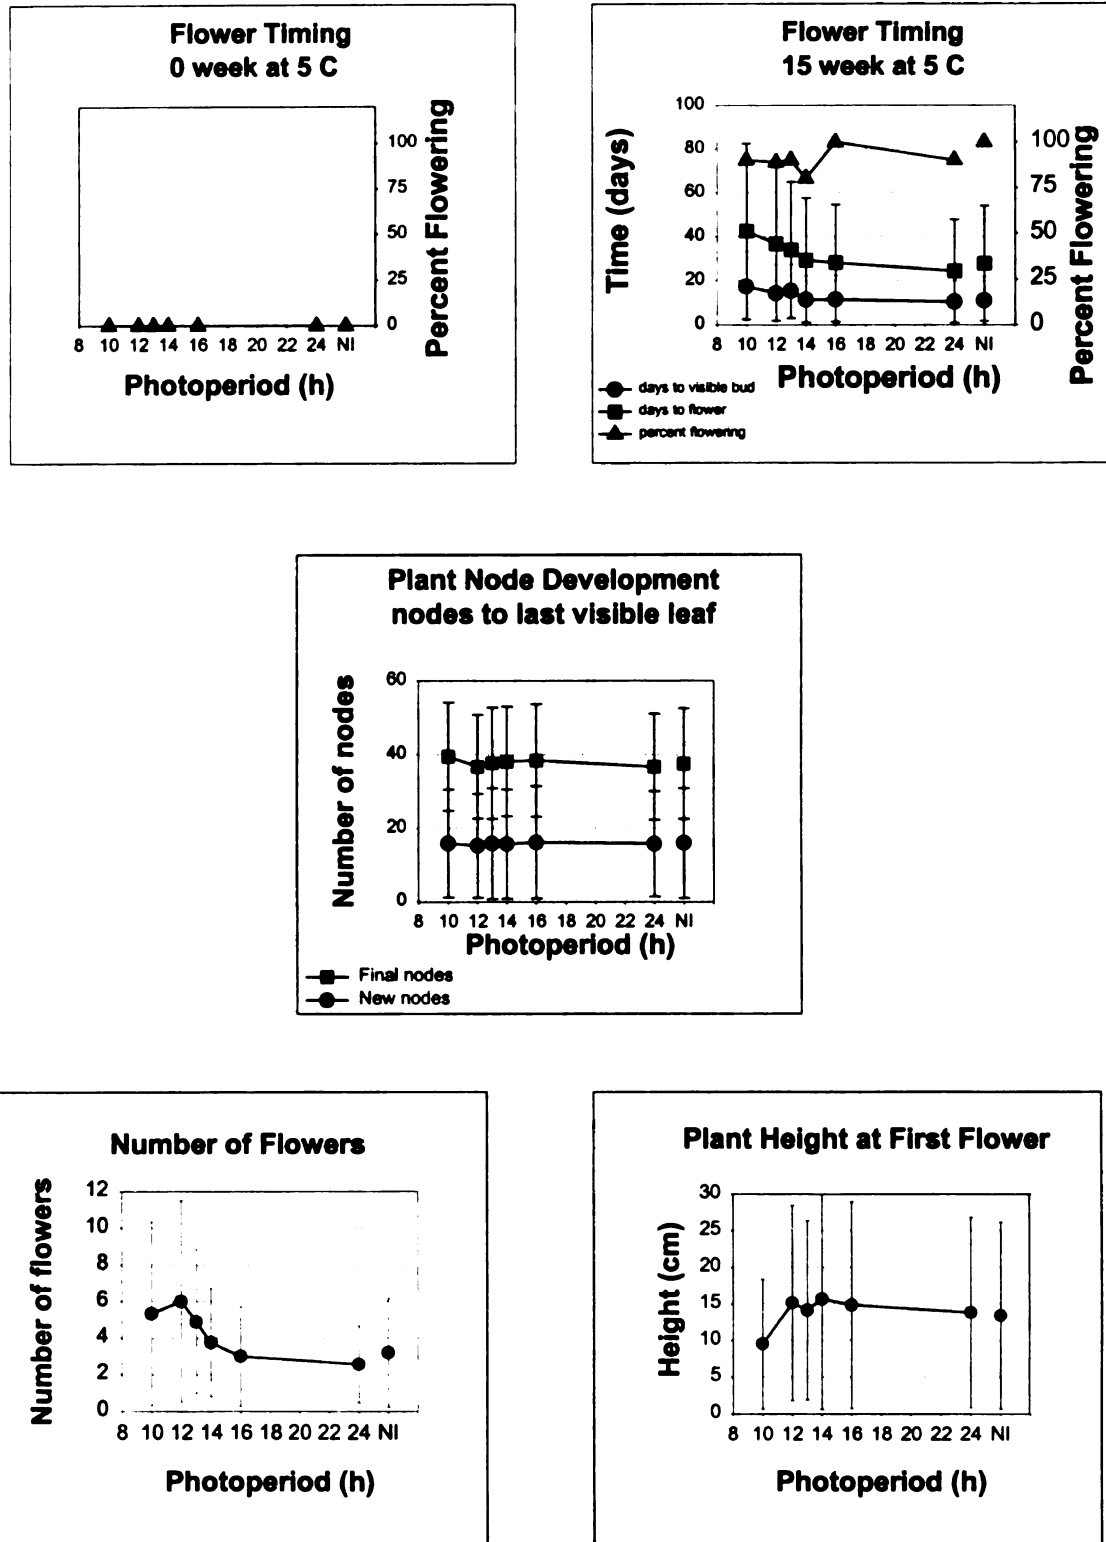 Flower Timing
0 week at 5 C
100
75
50
25
0
Percent Flowering
8 10 12 14 16 18 20 22 24 NI
Photoperiod (h)
Flower Timing
15 week at 5 C
Time (days)
100
80
60
40
20
0
100
75
50
25
0
Percent Flowering
8 10 12 14 16 18 20 22 24 NI
Photoperiod (h)
days to visible bud
days to flower
percent flowering
Plant Node Development
nodes to last visible leaf
Number of nodes
60
40
20
0
8 10 12 14 16 18 20 22 24 NI
Photoperiod (h)
Final nodes
New nodes
Number of Flowers
Number of flowers
12
10
8
6
4
2
0
8 10 12 14 16 18 20 22 24 NI
Photoperiod (h)
Plant Height at First Flower
Height (cm)
30
25
20
15
10
5
0
8 10 12 14 16 18 20 22 24 NI
Photoperiod (h)